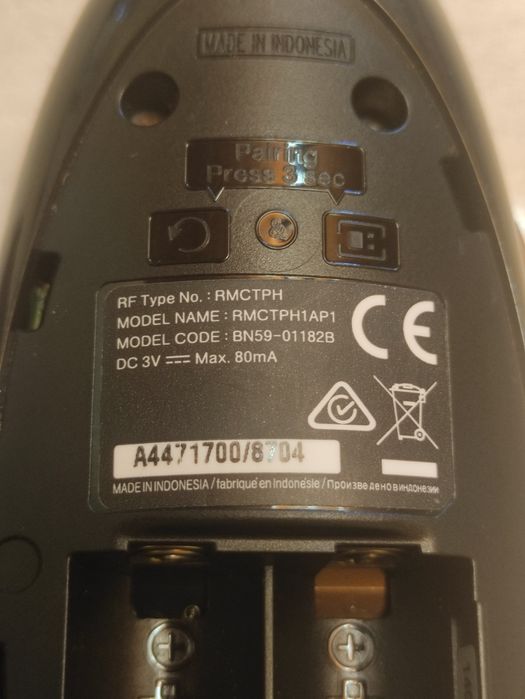 MADE IN INDONESIA
Pairing
Press 3 sec
&
RF Type No. : RMCTPH
MODEL NAME : RMCTPH1AP1
MODEL CODE : BN59-01182B
DC 3V ⎓ Max. 80mA
CE
A4471700/8704
MADE IN INDONESIA / fabriqué en Indonésie / Произведено в индонезии